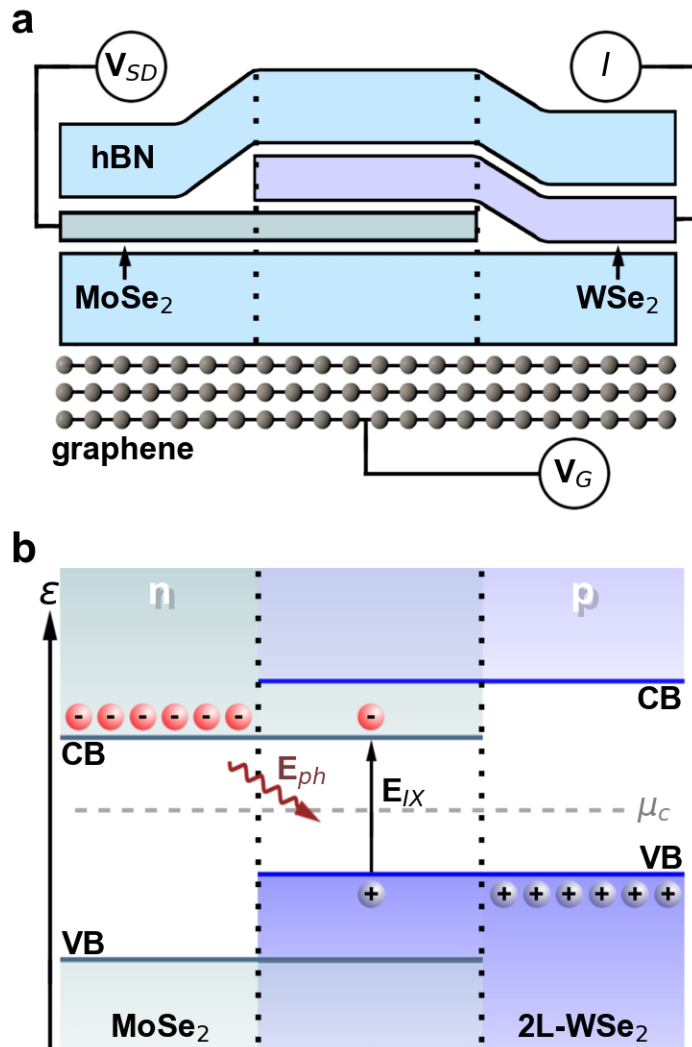 a
V_SD
I
hBN
MoSe₂
WSe₂
graphene
V_G
b
ε
n
p
CB
- - - - - -
-
CB
E_ph
E_IX
μ_c
VB
+
+ + + + + +
VB
MoSe₂
2L-WSe₂